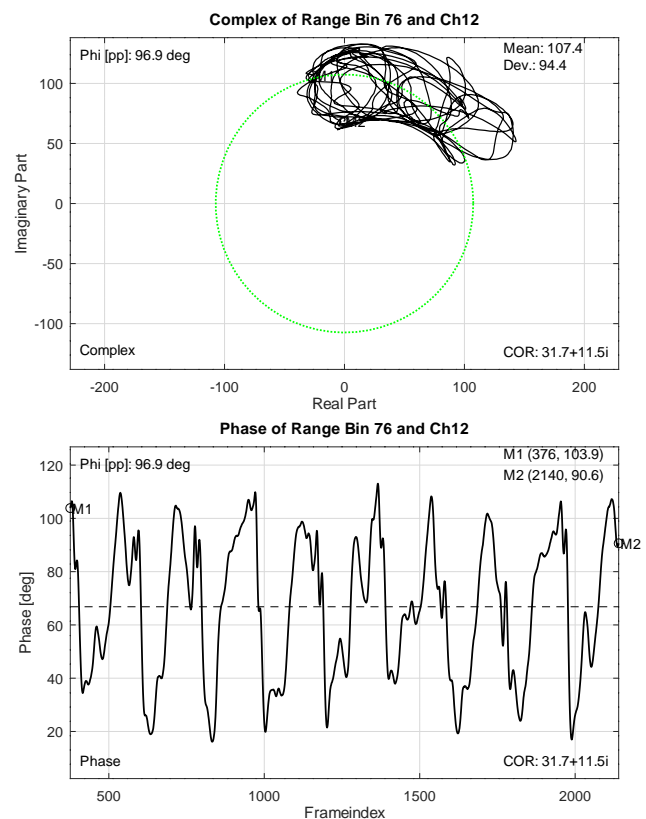 Complex of Range Bin 76 and Ch12
Phi [pp]: 96.9 deg
Mean: 107.4
Dev.: 94.4
100
50
0
-50
-100
Imaginary Part
Complex
COR: 31.7+11.5i
-200
-100
0
100
200
Real Part
Phase of Range Bin 76 and Ch12
Phi [pp]: 96.9 deg
M1 (376, 103.9)
M2 (2140, 90.6)
120
100
80
60
40
20
M1
M2
Phase [deg]
Phase
COR: 31.7+11.5i
500
1000
1500
2000
Frameindex